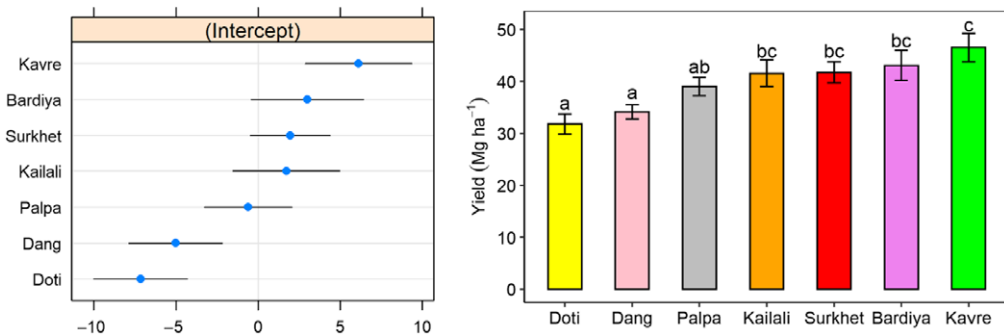 (Intercept)
Kavre
Bardiya
Surkhet
Kailali
Palpa
Dang
Doti
−10 −5 0 5 10
Yield (Mg ha⁻¹)
50
40
30
20
10
0
a a ab bc bc bc c
Doti Dang Palpa Kailali Surkhet Bardiya Kavre